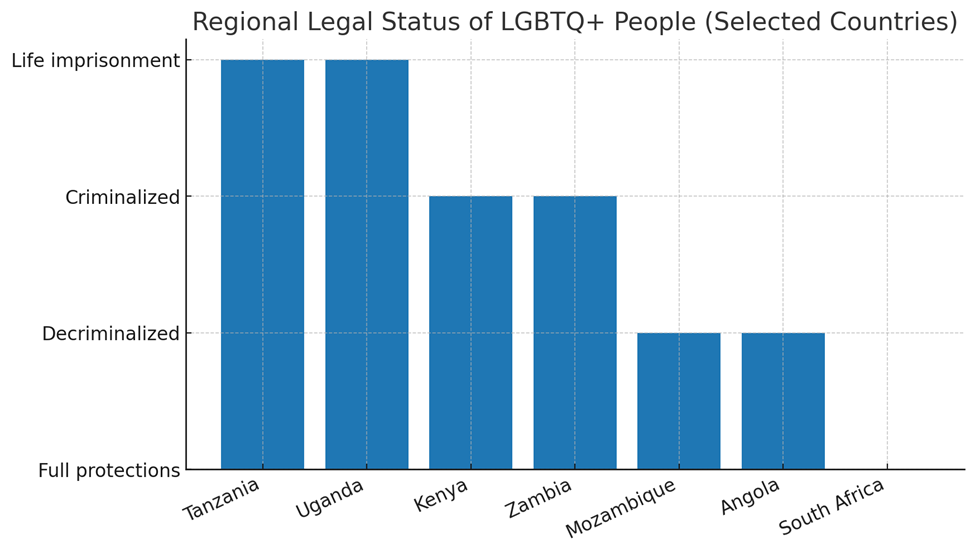 Regional Legal Status of LGBTQ+ People (Selected Countries)
Life imprisonment
Criminalized
Decriminalized
Full protections
Tanzania
Uganda
Kenya
Zambia
Mozambique
Angola
South Africa